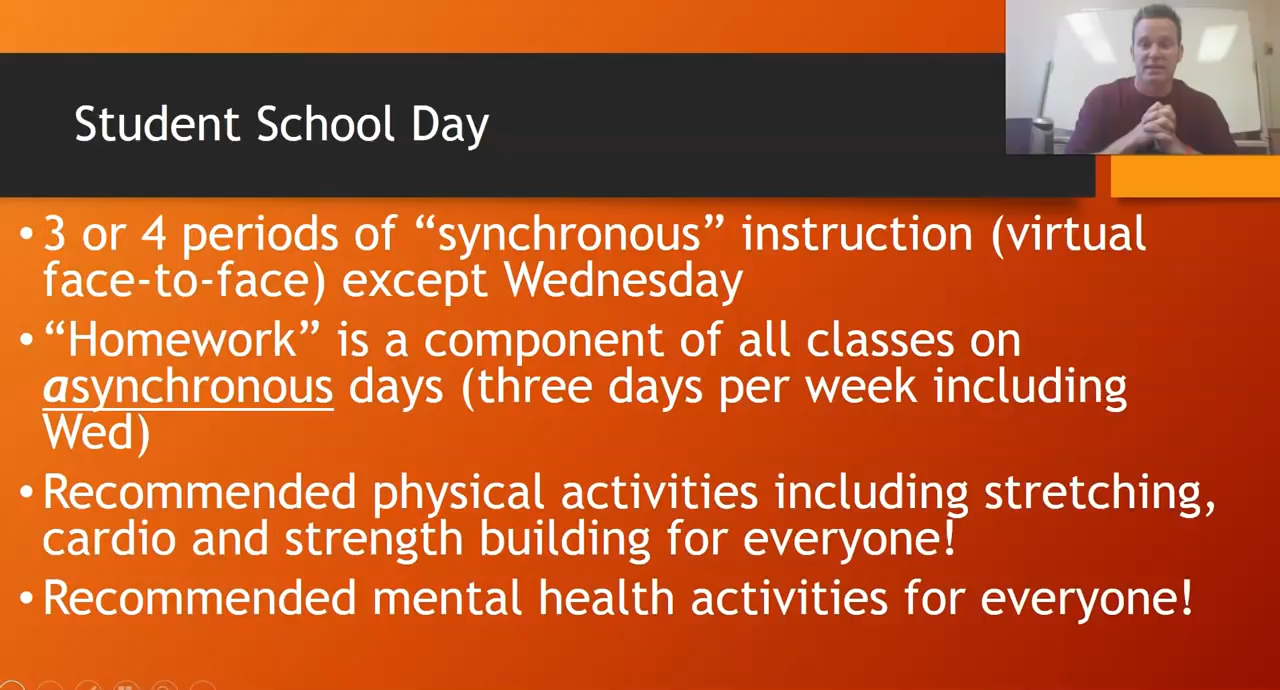 Student School Day
• 3 or 4 periods of “synchronous” instruction (virtual
face-to-face) except Wednesday
• “Homework” is a component of all classes on
asynchronous days (three days per week including
Wed)
• Recommended physical activities including stretching,
cardio and strength building for everyone!
• Recommended mental health activities for everyone!